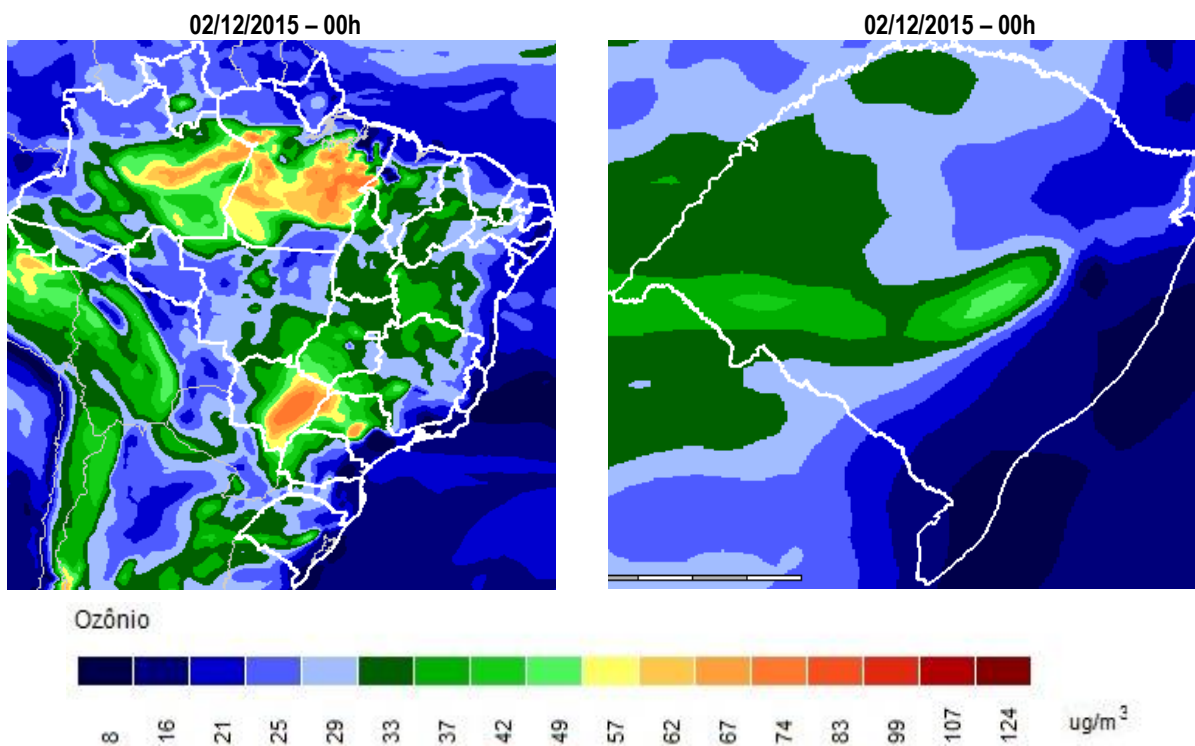 02/12/2015 – 00h
02/12/2015 – 00h
Ozônio
8 16 21 25 29 33 37 42 49 57 62 67 74 83 99 107 124 ug/m³